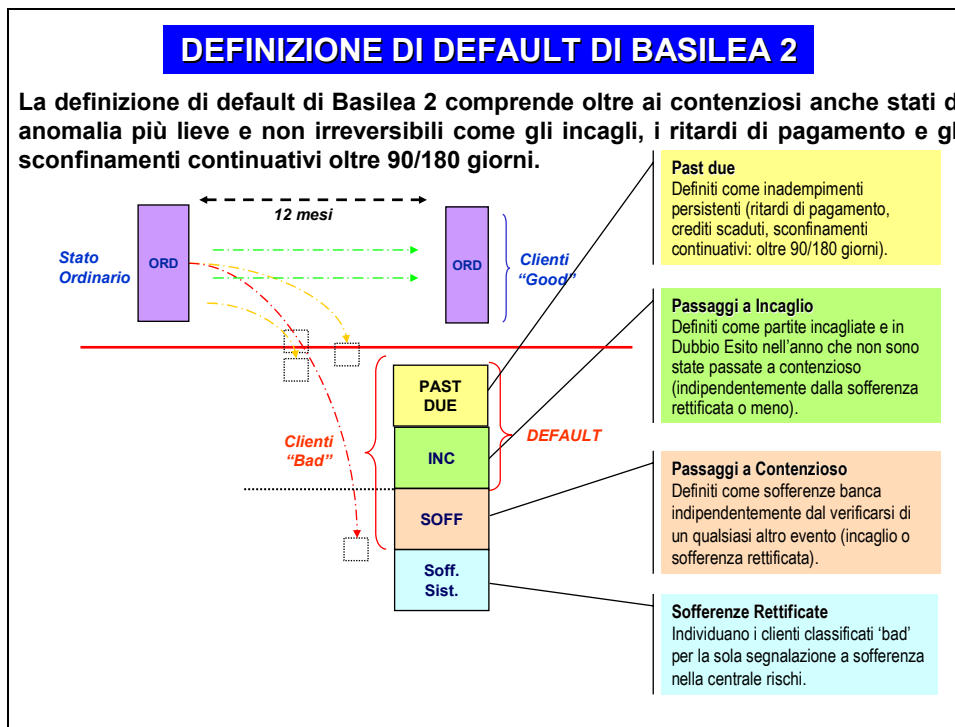 DEFINIZIONE DI DEFAULT DI BASILEA 2
La definizione di default di Basilea 2 comprende oltre ai contenziosi anche stati d
anomalia più lieve e non irreversibili come gli incagli, i ritardi di pagamento e gl
sconfinamenti continuativi oltre 90/180 giorni.
Past due
Definiti come inadempimenti
persistenti (ritardi di pagamento,
crediti scaduti, sconfinamenti
continuativi: oltre 90/180 giorni).
12 mesi
Stato
Ordinario
ORD
ORD
Clienti
“Good”
Passaggi a Incaglio
Definiti come partite incagliate e in
Dubbio Esito nell’anno che non sono
state passate a contenzioso
(indipendentemente dalla sofferenza
rettificata o meno).
PAST
DUE
Clienti
“Bad”
DEFAULT
INC
SOFF
Soff.
Sist.
Passaggi a Contenzioso
Definiti come sofferenze banca
indipendentemente dal verificarsi di
un qualsiasi altro evento (incaglio o
sofferenza rettificata).
Sofferenze Rettificate
Individuano i clienti classificati ‘bad’
per la sola segnalazione a sofferenza
nella centrale rischi.